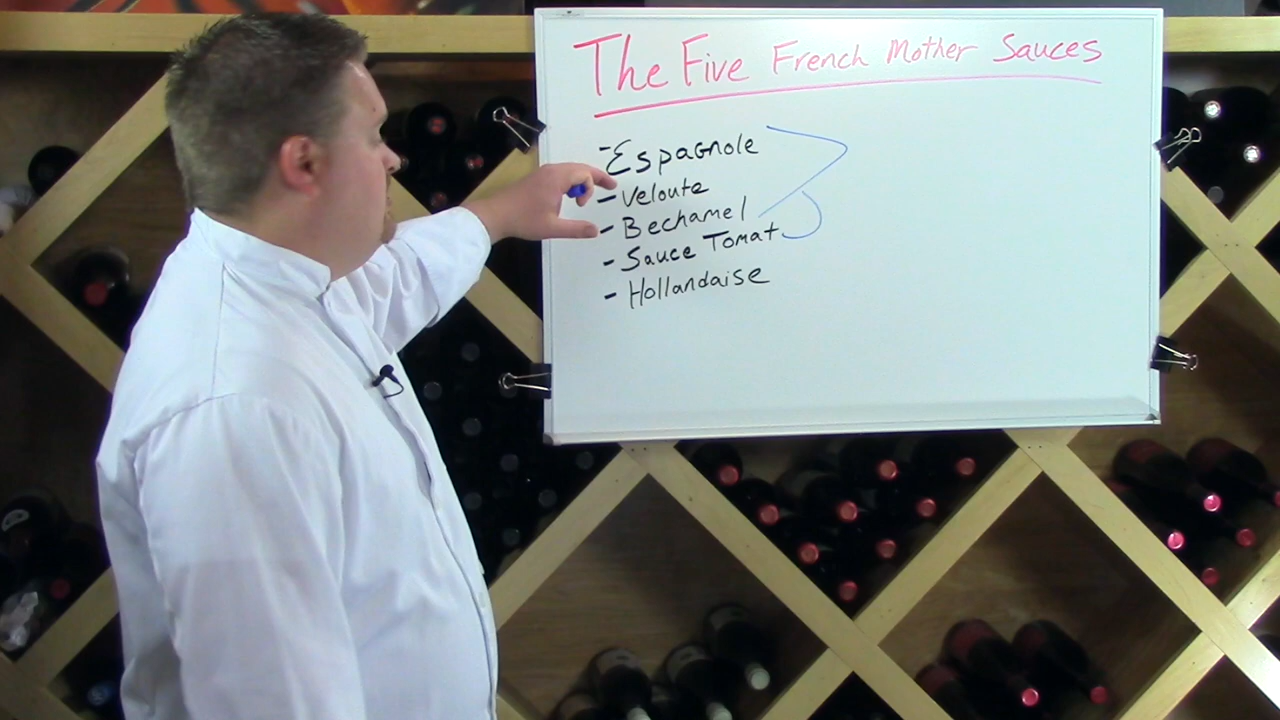 The Five French Mother Sauces
- Espagnole
- Veloute
- Bechamel
- Sauce Tomat
- Hollandaise